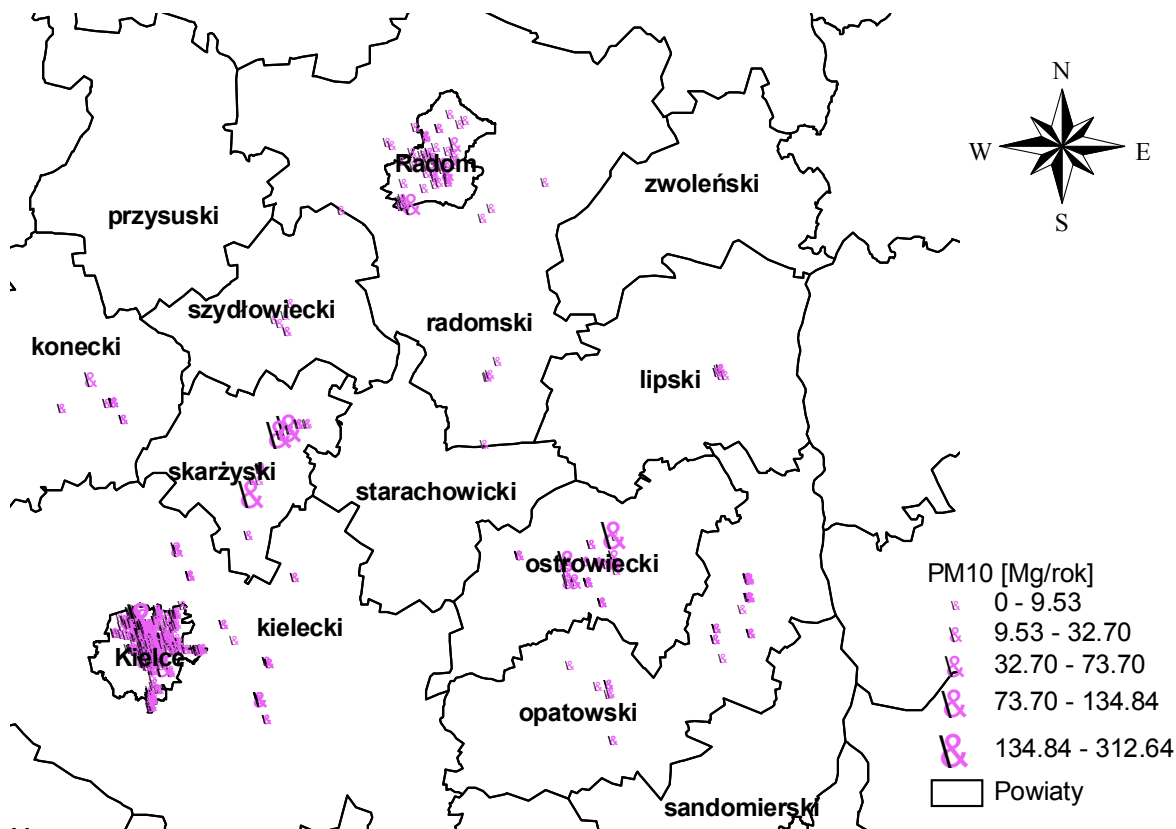 N
W
E
S
Radom
zwoleński
przysuski
szydłowiecki
radomski
konecki
lipski
skarżyski
starachowicki
ostrowiecki
kielecki
Kielce
opatowski
sandomierski
PM10 [Mg/rok]
0 - 9.53
9.53 - 32.70
32.70 - 73.70
73.70 - 134.84
134.84 - 312.64
Powiaty